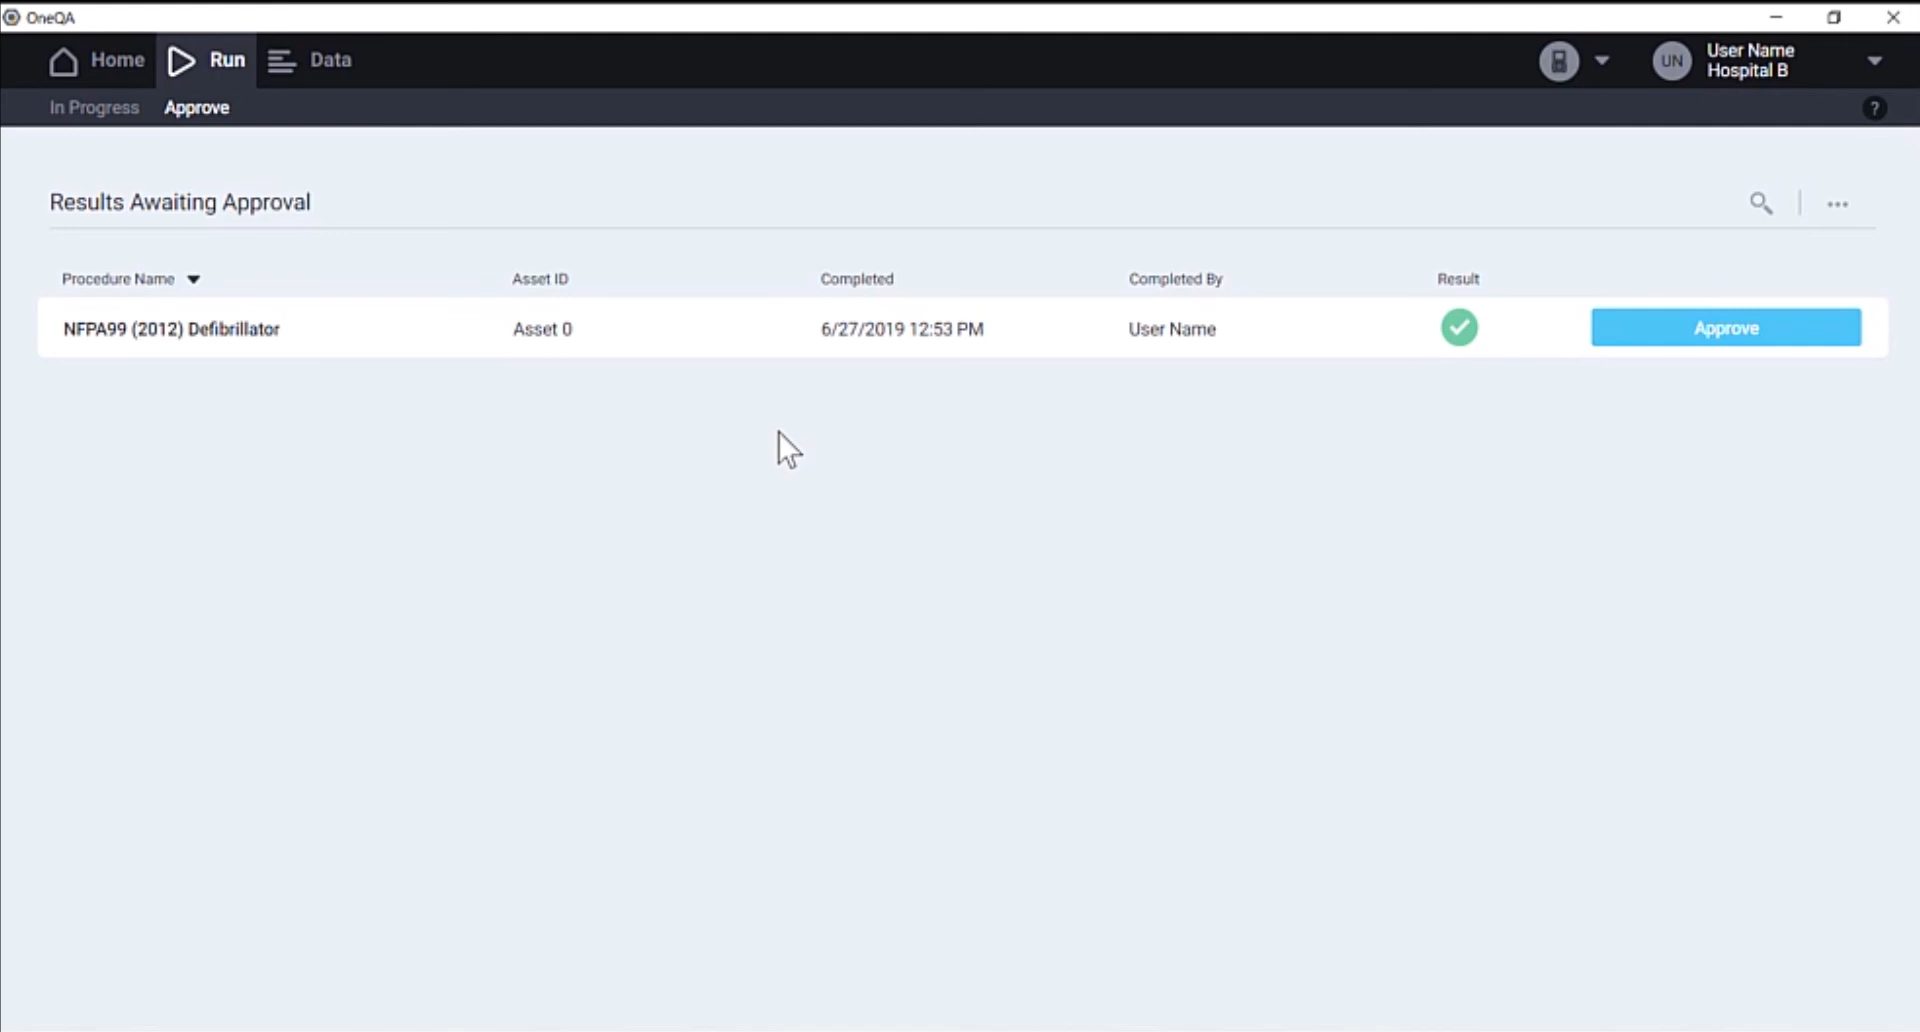 OneQA
Home Run Data
UN
User Name
Hospital B
In Progress Approve
?
Results Awaiting Approval
Procedure Name Asset ID Completed Completed By Result
NFPA99 (2012) Defibrillator Asset 0 6/27/2019 12:53 PM User Name Approve